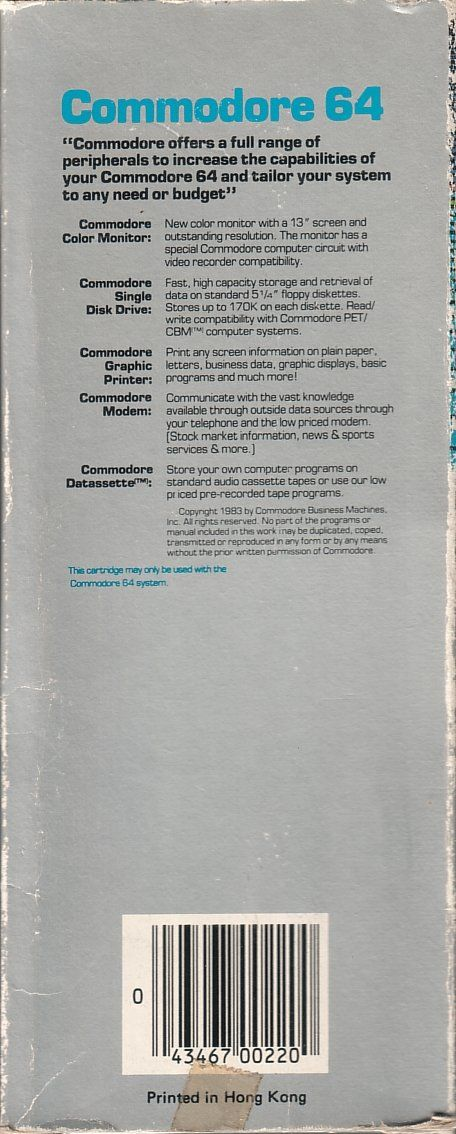 Commodore 64
"Commodore offers a full range of
peripherals to increase the capabilities of
your Commodore 64 and tailor your system
to any need or budget"
Commodore Color Monitor: New color monitor with a 13" screen and
outstanding resolution. The monitor has a
special Commodore computer circuit with
video recorder compatibility.
Commodore Single Disk Drive: Fast, high capacity storage and retrieval of
data on standard 5 1/4" floppy diskettes.
Stores up to 170K on each diskette. Read/
write compatibility with Commodore PET/
CBM(TM) computer systems.
Commodore Graphic Printer: Print any screen information on plain paper,
letters, business data, graphic displays, basic
programs and much more!
Commodore Modem: Communicate with the vast knowledge
available through outside data sources through
your telephone and the low priced modem.
[Stock market information, news & sports
services & more.]
Commodore Datassette(TM): Store your own computer programs on
standard audio cassette tapes or use our low
priced pre-recorded tape programs.
Copyright 1983 by Commodore Business Machines,
Inc. All rights reserved. No part of the programs or
manual included in this work may be duplicated, copied,
transmitted or reproduced in any form or by any means
without the prior written permission of Commodore.
This cartridge may only be used with the
Commodore 64 system.
0 43467 00220
Printed in Hong Kong